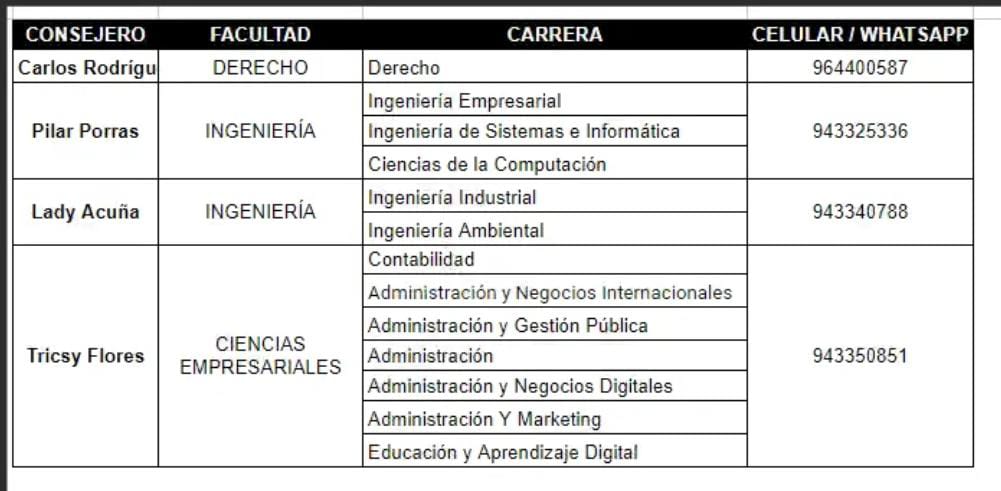 CONSEJERO FACULTAD CARRERA CELULAR / WHATSAPP
Carlos Rodrígu DERECHO Derecho 964400587
Pilar Porras INGENIERÍA Ingeniería Empresarial 943325336
Ingeniería de Sistemas e Informática
Ciencias de la Computación
Lady Acuña INGENIERÍA Ingeniería Industrial 943340788
Ingeniería Ambiental
Tricsy Flores CIENCIAS EMPRESARIALES Contabilidad 943350851
Administración y Negocios Internacionales
Administración y Gestión Pública
Administración
Administración y Negocios Digitales
Administración Y Marketing
Educación y Aprendizaje Digital